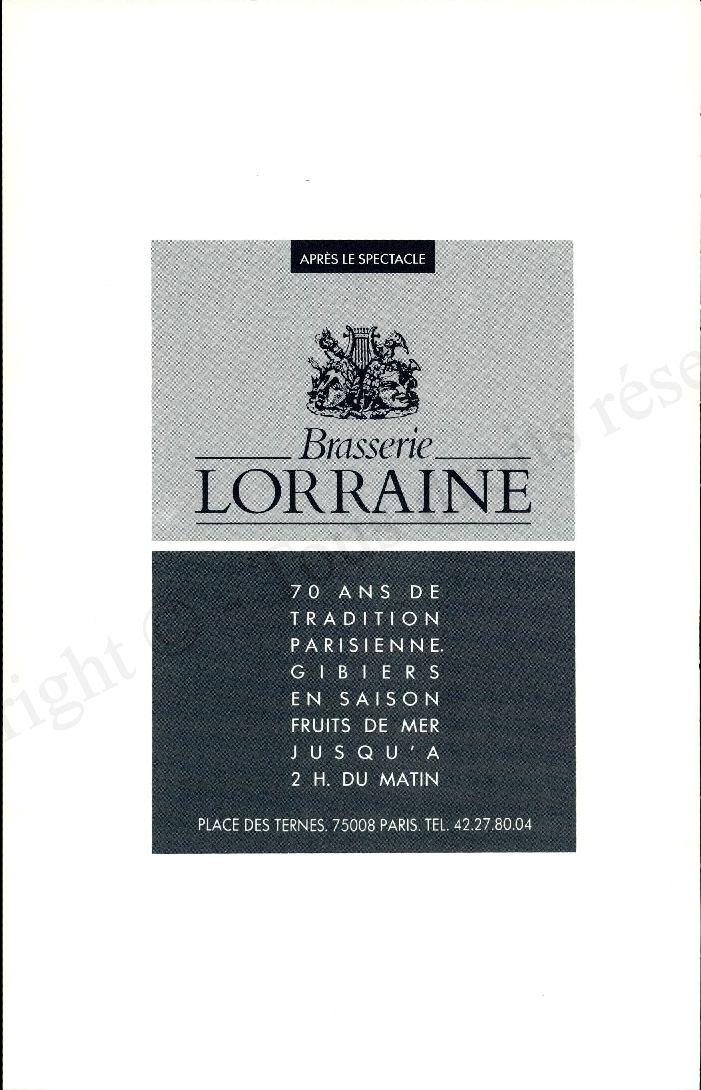 APRÈS LE SPECTACLE
Brasserie
LORRAINE
70 ANS DE
TRADITION
PARISIENNE.
GIBIERS
EN SAISON
FRUITS DE MER
JUSQU'A
2 H. DU MATIN
PLACE DES TERNES. 75008 PARIS. TEL. 42.27.80.04